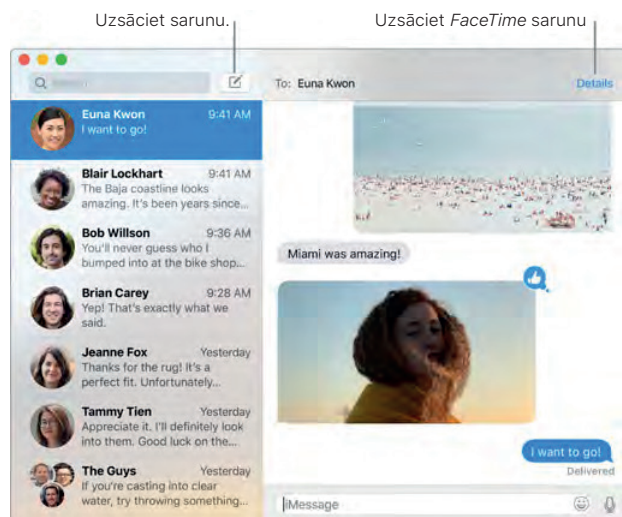 Uzsāciet sarunu.
Uzsāciet FaceTime sarunu
Search
To: Euna Kwon
Details
Euna Kwon 9:41 AM
I want to go!
Blair Lockhart 9:41 AM
The Baja coastline looks
amazing. It's been years since...
Bob Willson 9:36 AM
You'll never guess who I
bumped into at the bike shop...
Brian Carey 9:28 AM
Yep! That's exactly what we
said.
Jeanne Fox Yesterday
Thanks for the rug! It's a
perfect fit. Unfortunately...
Tammy Tien Yesterday
Appreciate it. I'll definitely look
into them. Good luck on the...
The Guys Yesterday
If you're casting into clear
water, try throwing something...
Miami was amazing!
I want to go!
Delivered
iMessage